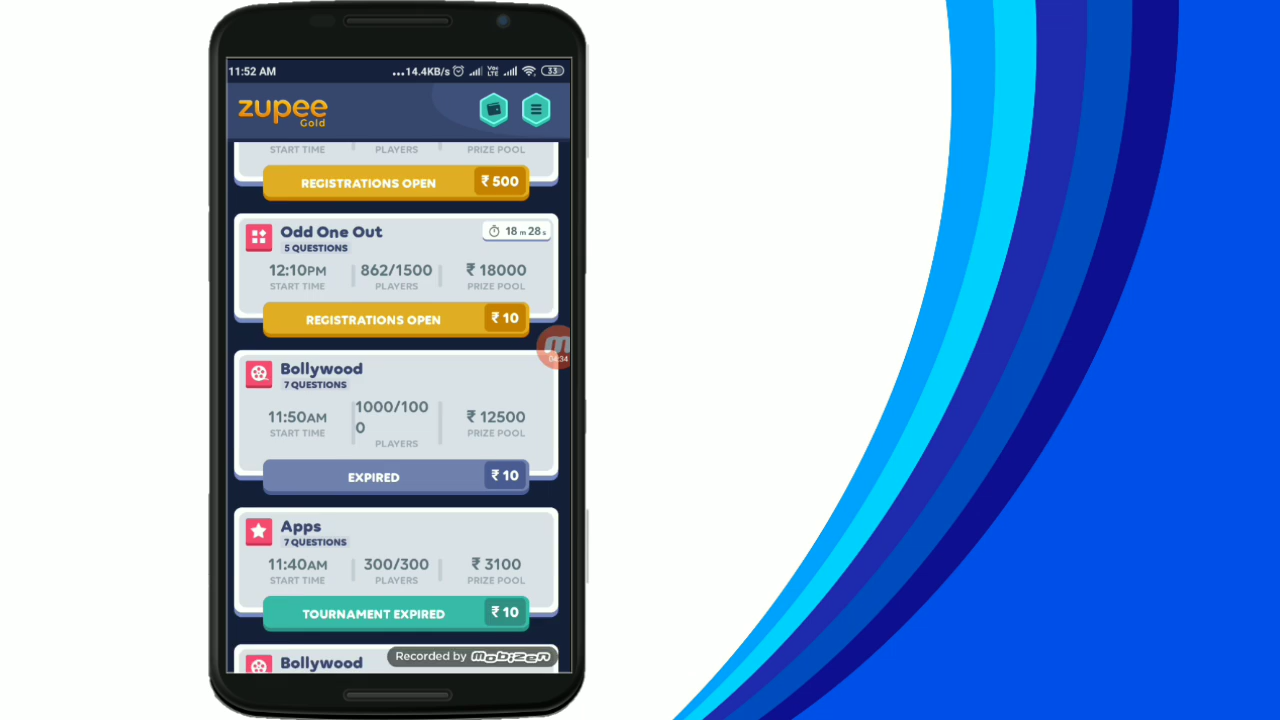 11:52 AM
...14.4KB/s VoLTE 33
zupee
Gold
START TIME PLAYERS PRIZE POOL
REGISTRATIONS OPEN ₹ 500
Odd One Out 18 m 28 s
5 QUESTIONS
12:10PM 862/1500 ₹ 18000
START TIME PLAYERS PRIZE POOL
REGISTRATIONS OPEN ₹ 10
04:34
Bollywood
7 QUESTIONS
11:50AM 1000/100 ₹ 12500
0
START TIME PLAYERS PRIZE POOL
EXPIRED ₹ 10
Apps
7 QUESTIONS
11:40AM 300/300 ₹ 3100
START TIME PLAYERS PRIZE POOL
TOURNAMENT EXPIRED ₹ 10
Bollywood
Recorded by mobizen